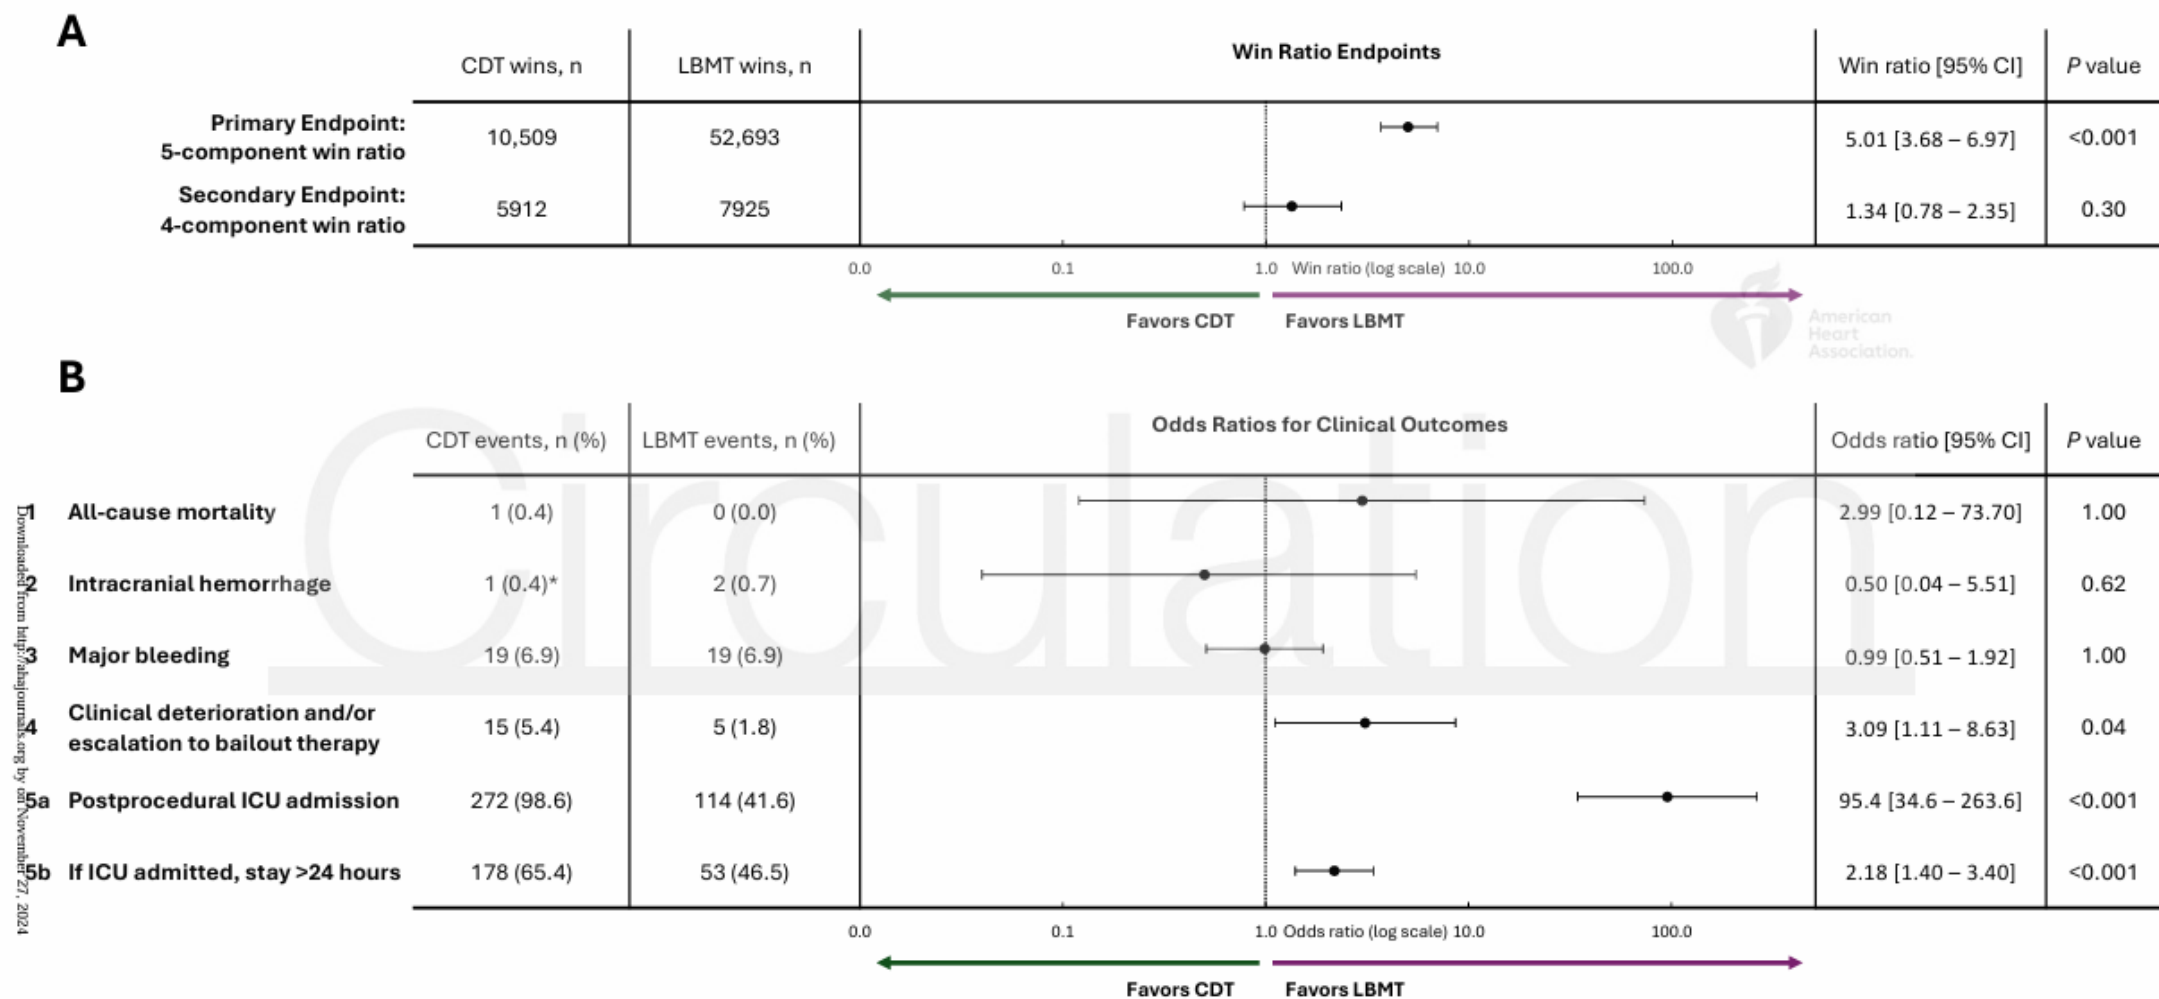 A
CDT wins, n LBMT wins, n Win Ratio Endpoints Win ratio [95% CI] P value
Primary Endpoint:
5-component win ratio 10,509 52,693 5.01 [3.68 – 6.97] <0.001
Secondary Endpoint:
4-component win ratio 5912 7925 1.34 [0.78 – 2.35] 0.30
0.0 0.1 1.0 Win ratio (log scale) 10.0 100.0
Favors CDT Favors LBMT
American
Heart
Association.
B
CDT events, n (%) LBMT events, n (%) Odds Ratios for Clinical Outcomes Odds ratio [95% CI] P value
1 All-cause mortality 1 (0.4) 0 (0.0) 2.99 [0.12 – 73.70] 1.00
2 Intracranial hemorrhage 1 (0.4)* 2 (0.7) 0.50 [0.04 – 5.51] 0.62
3 Major bleeding 19 (6.9) 19 (6.9) 0.99 [0.51 – 1.92] 1.00
4 Clinical deterioration and/or
escalation to bailout therapy 15 (5.4) 5 (1.8) 3.09 [1.11 – 8.63] 0.04
5a Postprocedural ICU admission 272 (98.6) 114 (41.6) 95.4 [34.6 – 263.6] <0.001
5b If ICU admitted, stay >24 hours 178 (65.4) 53 (46.5) 2.18 [1.40 – 3.40] <0.001
0.0 0.1 1.0 Odds ratio (log scale) 10.0 100.0
Favors CDT Favors LBMT
Circulation
Downloaded from http://ahajournals.org by on November 27, 2024